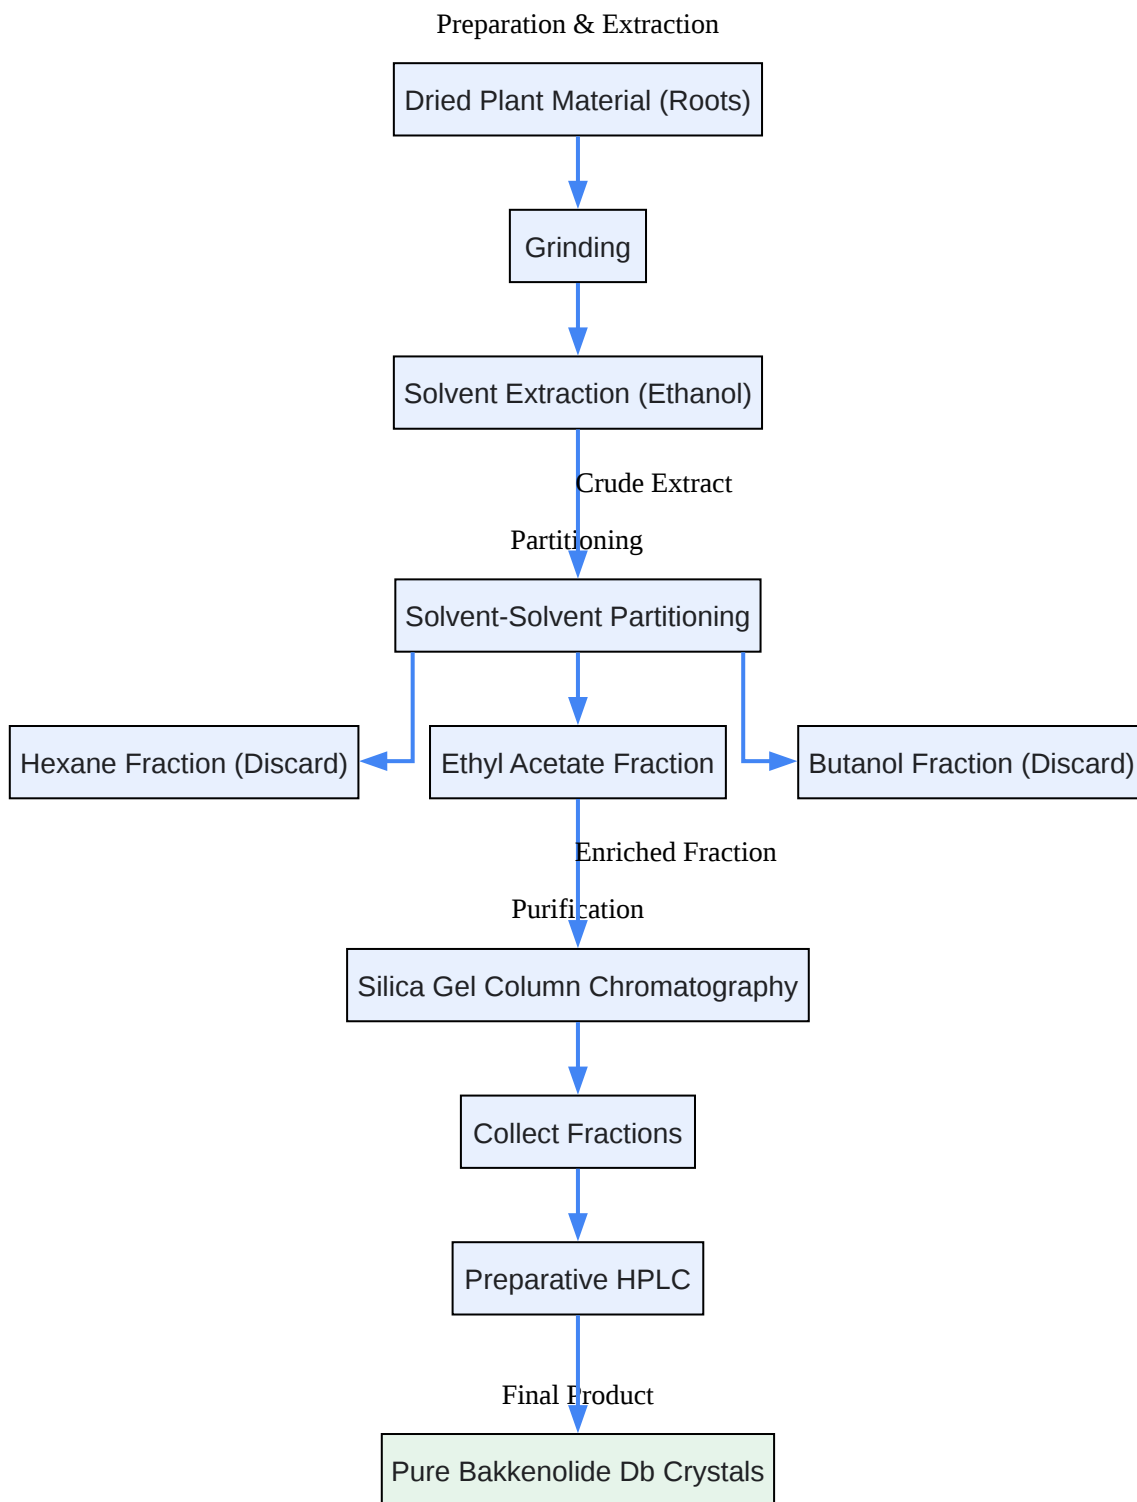 Preparation & Extraction
Dried Plant Material (Roots)
Grinding
Solvent Extraction (Ethanol)
Crude Extract
Partitioning
Solvent-Solvent Partitioning
Hexane Fraction (Discard)
Ethyl Acetate Fraction
Butanol Fraction (Discard)
Enriched Fraction
Purification
Silica Gel Column Chromatography
Collect Fractions
Preparative HPLC
Final Product
Pure Bakkenolide Db Crystals